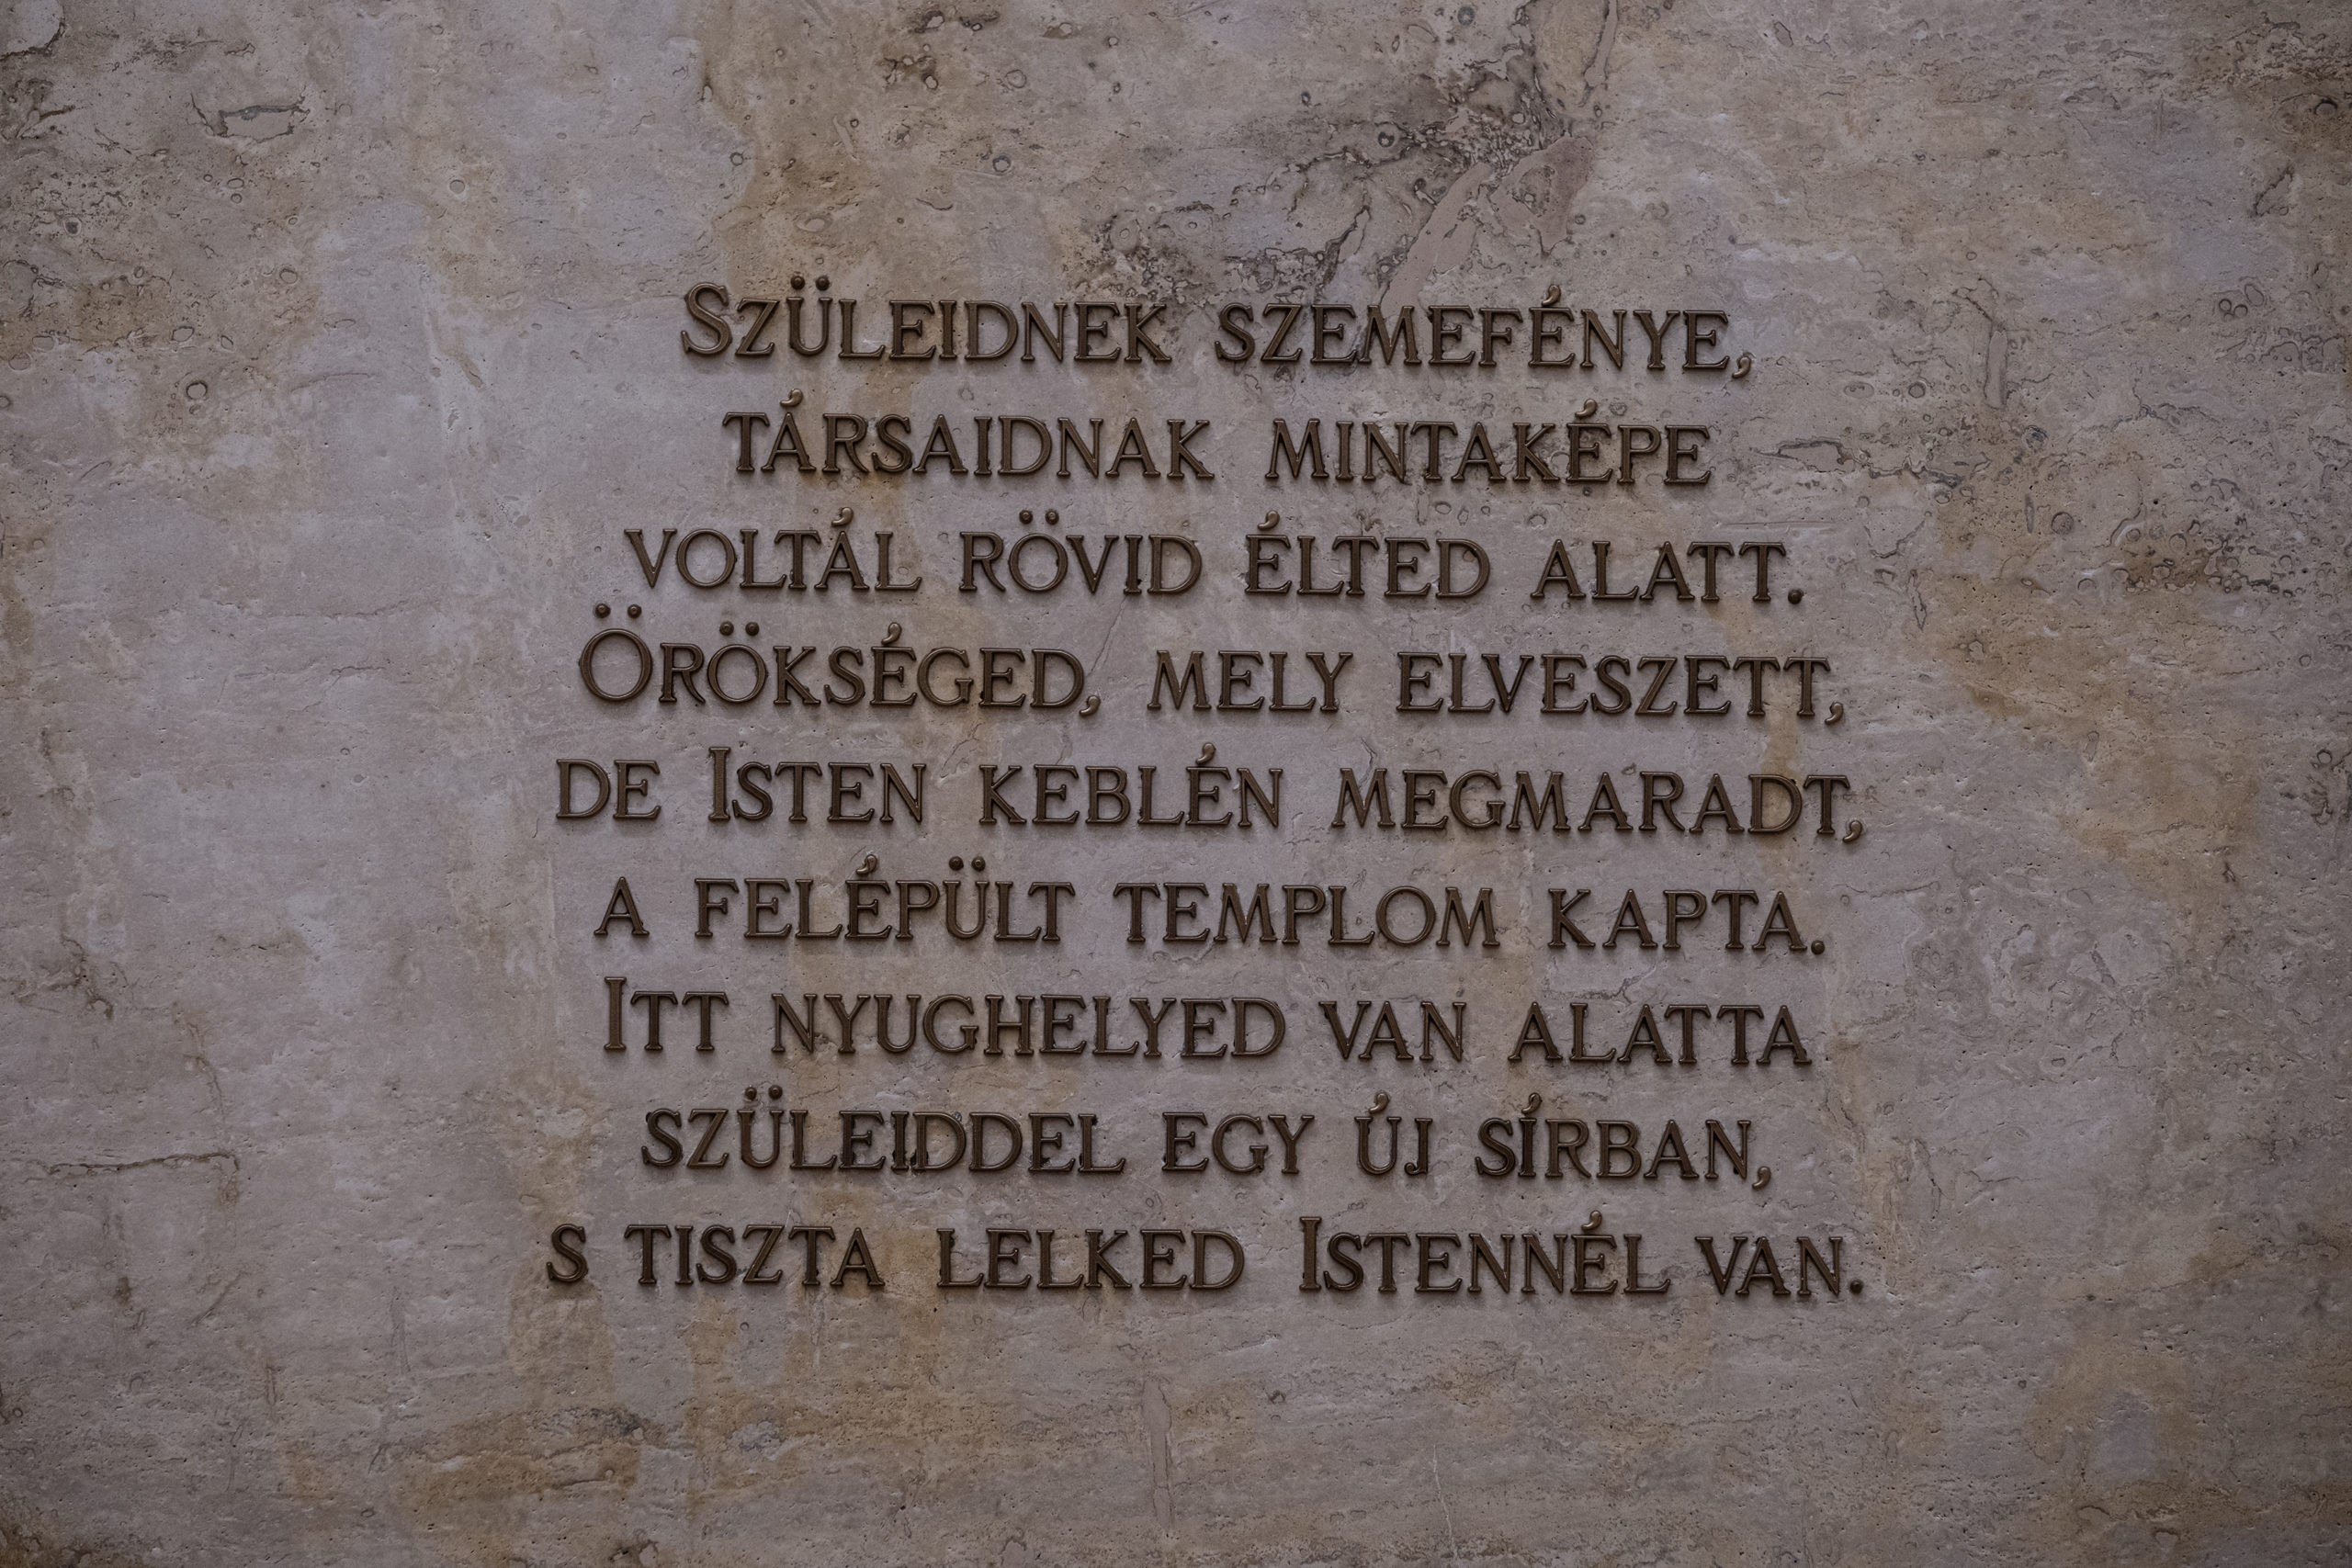 Szüleidnek szemefénye,
társaidnak mintaképe
voltál rövid élted alatt.
Örökséged, mely elveszett,
de Isten keblén megmaradt,
a felépült templom kapta.
Itt nyughelyed van alatta
szüleiddel egy új sírban,
s tiszta lelked Istennél van.